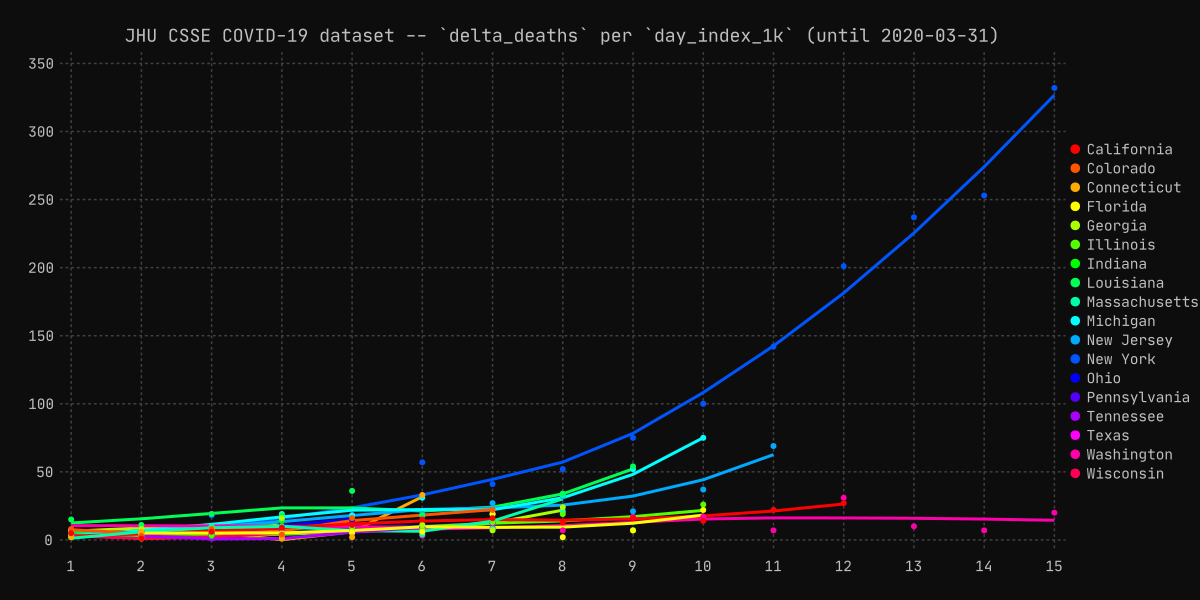 JHU CSSE COVID-19 dataset -- `delta_deaths` per `day_index_1k` (until 2020-03-31)
350
300
250
200
150
100
50
0
1 2 3 4 5 6 7 8 9 10 11 12 13 14 15
California
Colorado
Connecticut
Florida
Georgia
Illinois
Indiana
Louisiana
Massachusetts
Michigan
New Jersey
New York
Ohio
Pennsylvania
Tennessee
Texas
Washington
Wisconsin